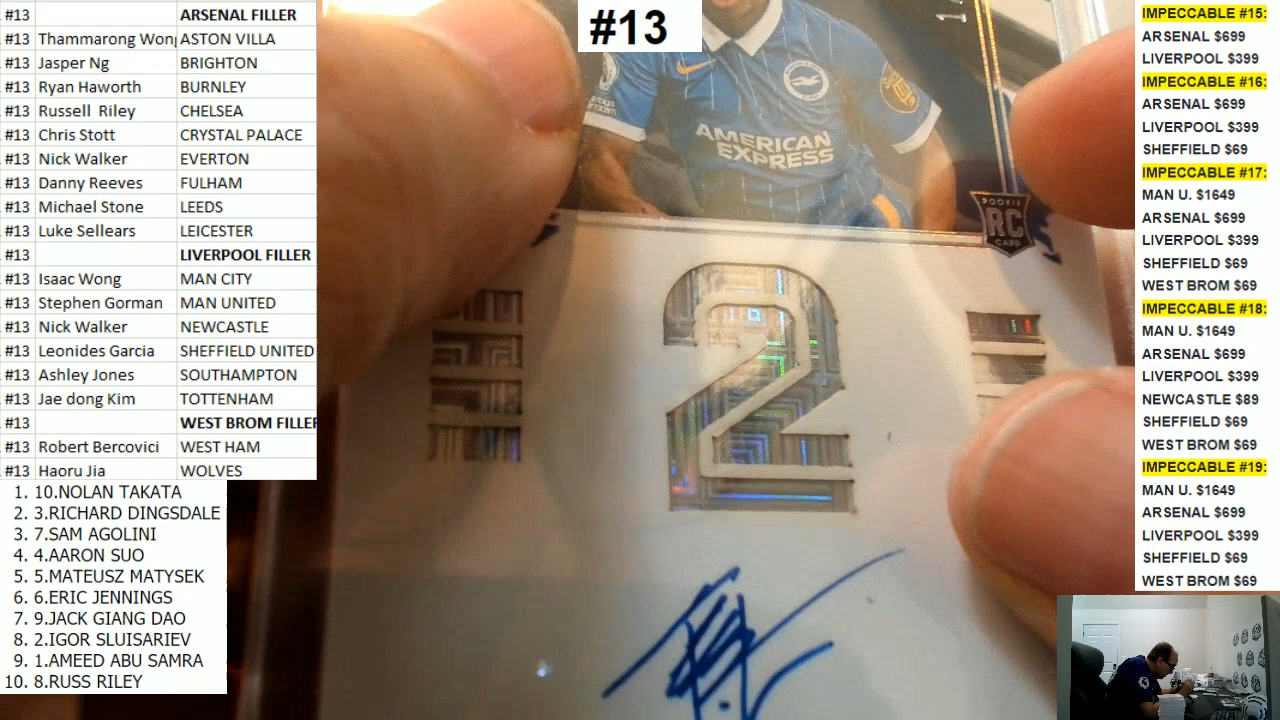 #13 ARSENAL FILLER
#13 Thammarong Wong ASTON VILLA
#13 Jasper Ng BRIGHTON
#13 Ryan Haworth BURNLEY
#13 Russell Riley CHELSEA
#13 Chris Stott CRYSTAL PALACE
#13 Nick Walker EVERTON
#13 Danny Reeves FULHAM
#13 Michael Stone LEEDS
#13 Luke Sellears LEICESTER
#13 LIVERPOOL FILLER
#13 Isaac Wong MAN CITY
#13 Stephen Gorman MAN UNITED
#13 Nick Walker NEWCASTLE
#13 Leonides Garcia SHEFFIELD UNITED
#13 Ashley Jones SOUTHAMPTON
#13 Jae dong Kim TOTTENHAM
#13 WEST BROM FILLER
#13 Robert Bercovici WEST HAM
#13 Haoru Jia WOLVES
1. 10.NOLAN TAKATA
2. 3.RICHARD DINGSDALE
3. 7.SAM AGOLINI
4. 4.AARON SUO
5. 5.MATEUSZ MATYSEK
6. 6.ERIC JENNINGS
7. 9.JACK GIANG DAO
8. 2.IGOR SLUISARIEV
9. 1.AMEED ABU SAMRA
10. 8.RUSS RILEY
#13
AMERICAN
EXPRESS
ROOKIE
RC
CARD
2
IMPECCABLE #15:
ARSENAL $699
LIVERPOOL $399
IMPECCABLE #16:
ARSENAL $699
LIVERPOOL $399
SHEFFIELD $69
IMPECCABLE #17:
MAN U. $1649
ARSENAL $699
LIVERPOOL $399
SHEFFIELD $69
WEST BROM $69
IMPECCABLE #18:
MAN U. $1649
ARSENAL $699
LIVERPOOL $399
NEWCASTLE $89
SHEFFIELD $69
WEST BROM $69
IMPECCABLE #19:
MAN U. $1649
ARSENAL $699
LIVERPOOL $399
SHEFFIELD $69
WEST BROM $69